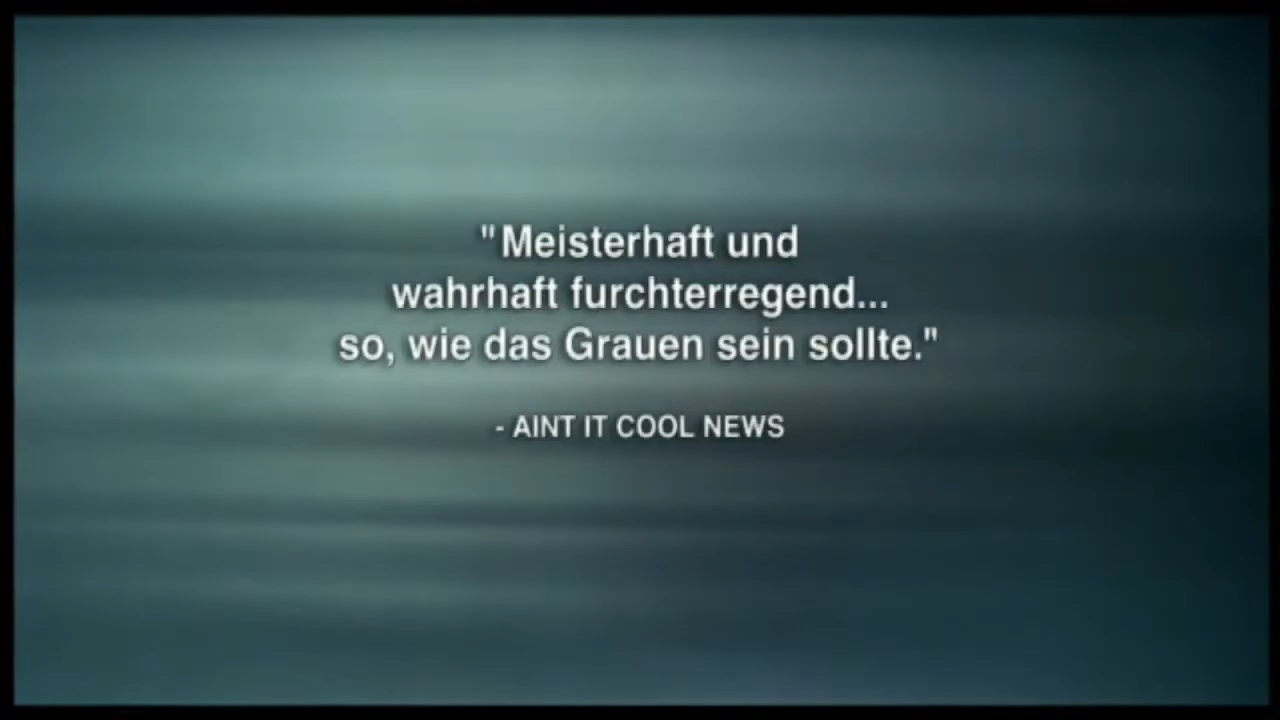 "Meisterhaft und
wahrhaft furchterregend...
so, wie das Grauen sein sollte."
- AINT IT COOL NEWS